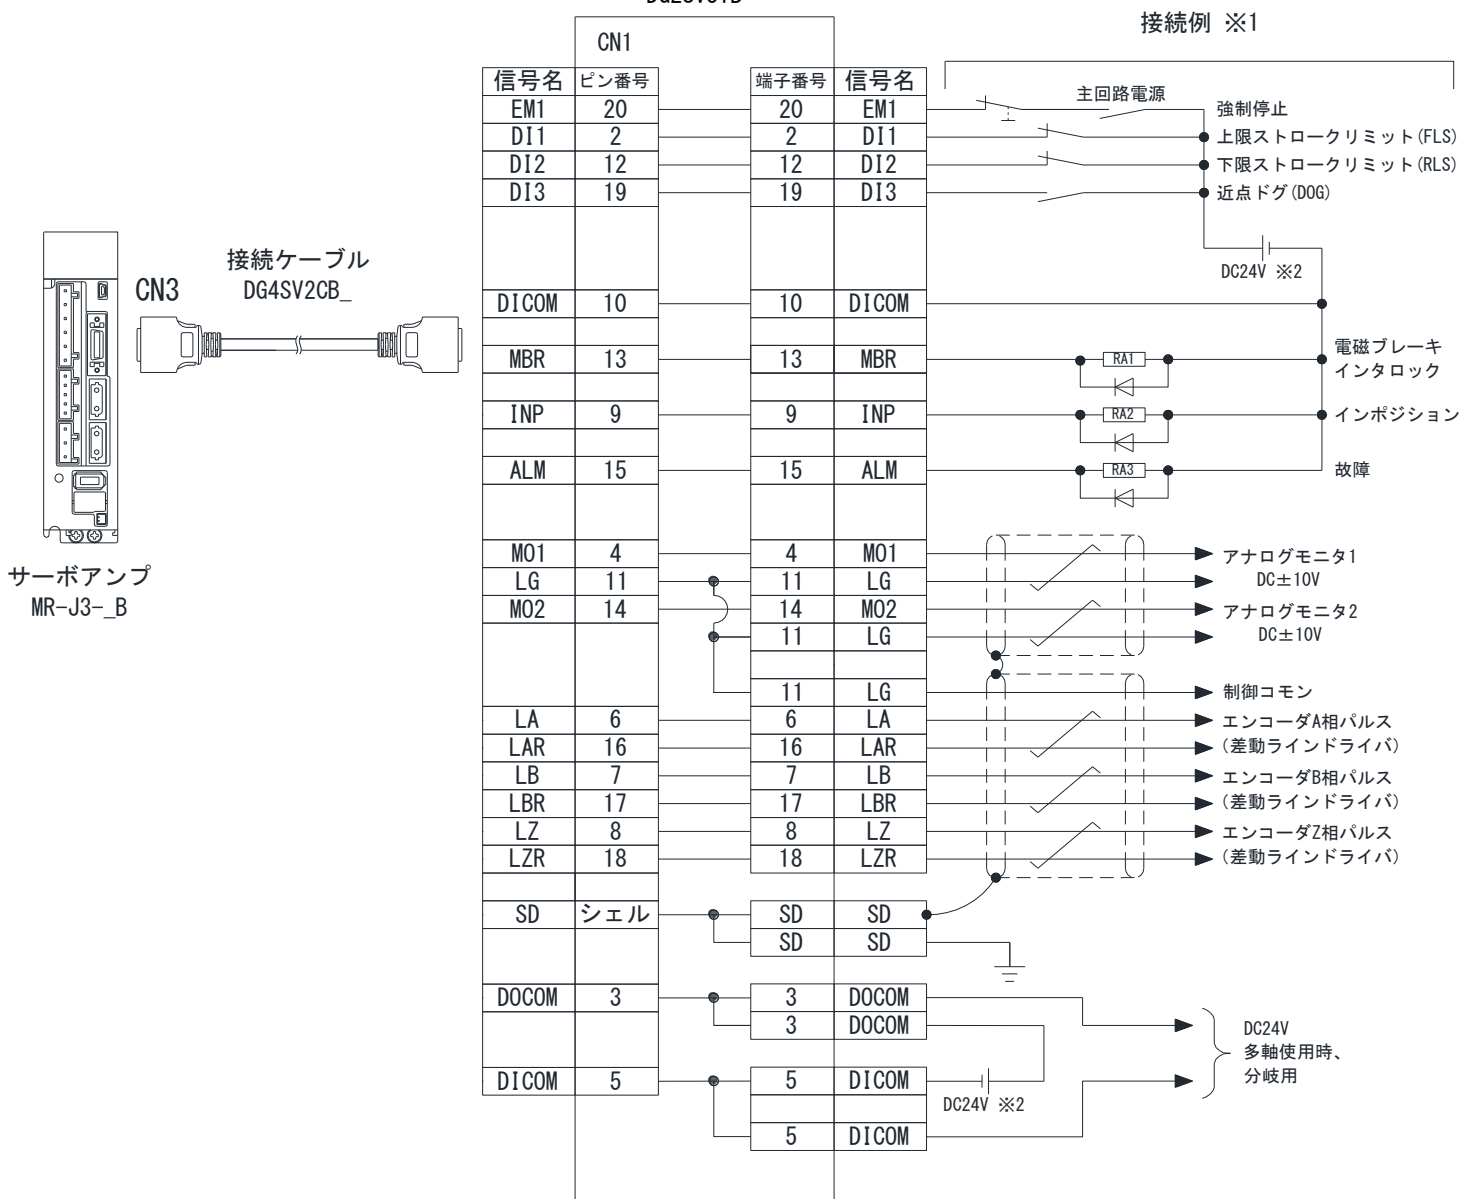 接続例 ※1
CN1
信号名 ピン番号 端子番号 信号名
EM1 20 20 EM1 主回路電源 強制停止
DI1 2 2 DI1 上限ストロークリミット(FLS)
DI2 12 12 DI2 下限ストロークリミット(RLS)
DI3 19 19 DI3 近点ドグ(DOG)
DC24V ※2
接続ケーブル
DG4SV2CB_
CN3
DICOM 10 10 DICOM
MBR 13 13 MBR RA1 電磁ブレーキ
インタロック
INP 9 9 INP RA2 インポジション
ALM 15 15 ALM RA3 故障
サーボアンプ
MR-J3-_B
MO1 4 4 MO1 アナログモニタ1
LG 11 11 LG DC±10V
MO2 14 14 MO2 アナログモニタ2
11 LG DC±10V
11 LG 制御コモン
LA 6 6 LA エンコーダA相パルス
LAR 16 16 LAR (差動ラインドライバ)
LB 7 7 LB エンコーダB相パルス
LBR 17 17 LBR (差動ラインドライバ)
LZ 8 8 LZ エンコーダZ相パルス
LZR 18 18 LZR (差動ラインドライバ)
SD シェル SD SD
SD SD
DOCOM 3 3 DOCOM
3 DOCOM
DICOM 5 5 DICOM
DC24V ※2
5 DICOM
DC24V
多軸使用時、
分岐用